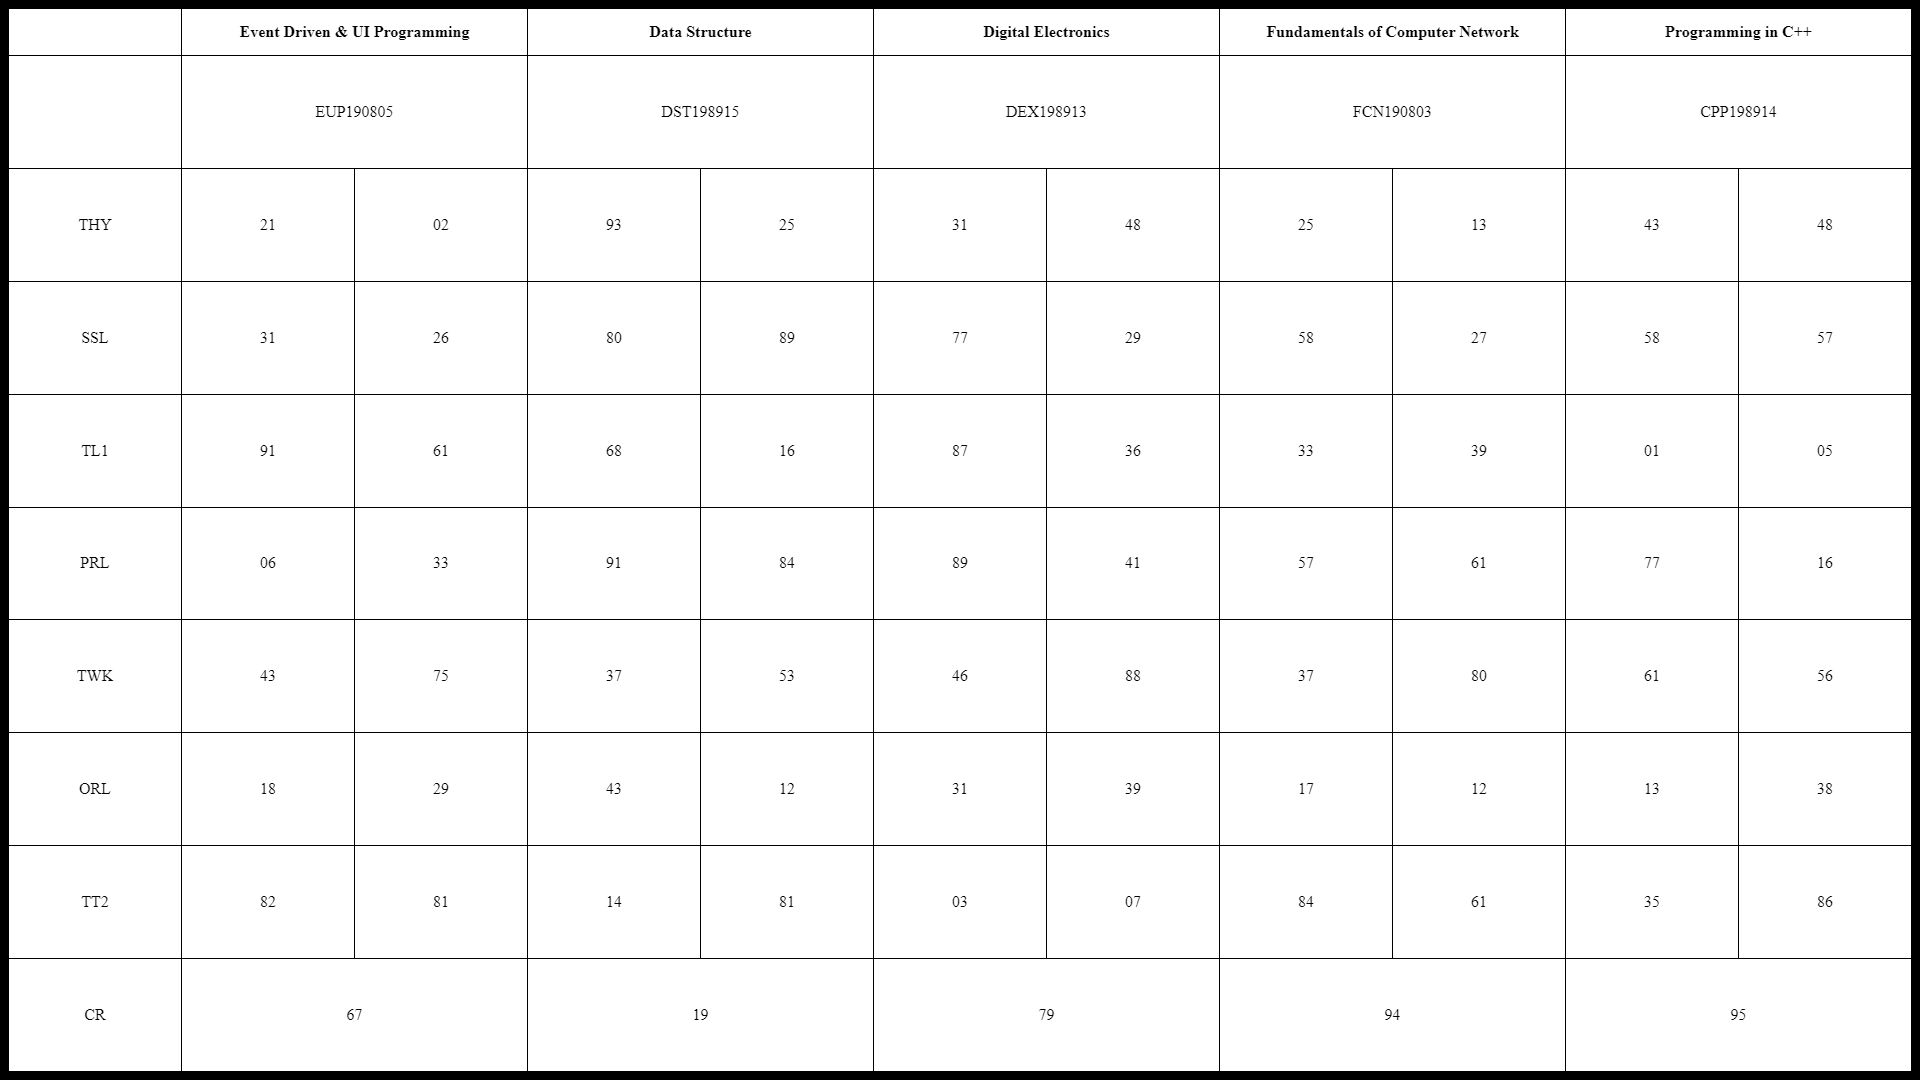 Event Driven & UI Programming Data Structure Digital Electronics Fundamentals of Computer Network Programming in C++
EUP190805 DST198915 DEX198913 FCN190803 CPP198914
THY 21 02 93 25 31 48 25 13 43 48
SSL 31 26 80 89 77 29 58 27 58 57
TL1 91 61 68 16 87 36 33 39 01 05
PRL 06 33 91 84 89 41 57 61 77 16
TWK 43 75 37 53 46 88 37 80 61 56
ORL 18 29 43 12 31 39 17 12 13 38
TT2 82 81 14 81 03 07 84 61 35 86
CR 67 19 79 94 95